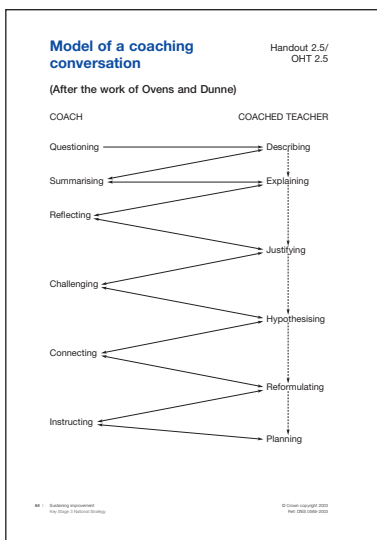 Model of a coaching
conversation
Handout 2.5/
OHT 2.5
(After the work of Ovens and Dunne)
COACH
COACHED TEACHER
Questioning
Describing
Summarising
Explaining
Reflecting
Justifying
Challenging
Hypothesising
Connecting
Reformulating
Instructing
Planning
64 | Sustaining improvement
Key Stage 3 National Strategy
© Crown copyright 2003